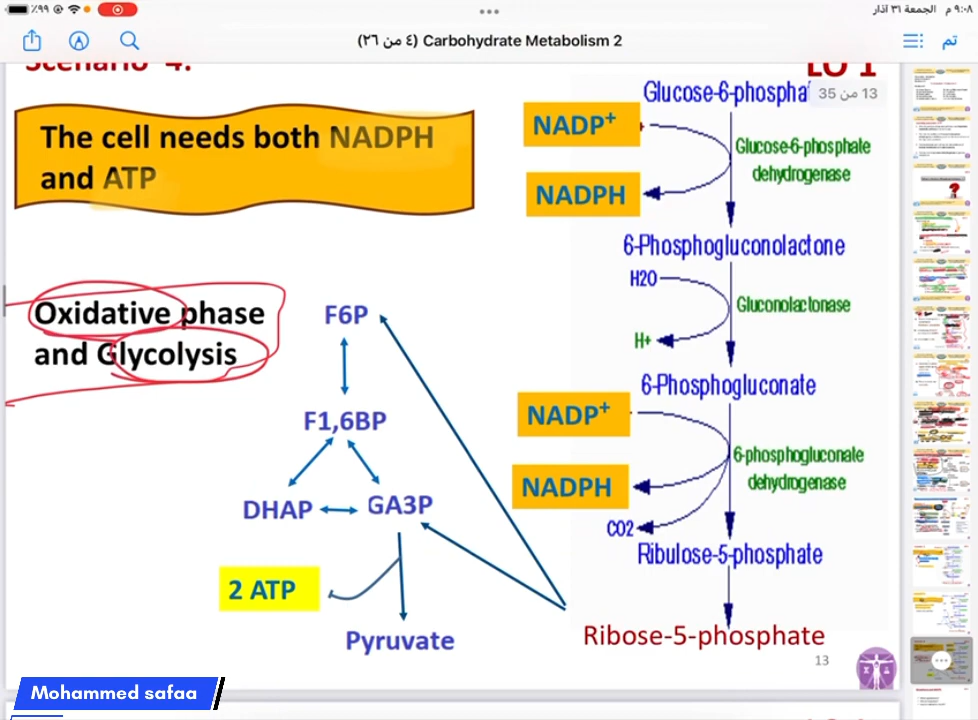 ٪٩٩
٩:٠٨ م الجمعة ٣١ آذار
Carbohydrate Metabolism 2 (٤ من ٢٦)
تم
Scenario 4:
LO 1
13 من 35
The cell needs both NADPH
and ATP
Oxidative phase
and Glycolysis
F6P
F1,6BP
DHAP
GA3P
2 ATP
Pyruvate
Glucose-6-phospha
NADP+
Glucose-6-phosphate
dehydrogenase
NADPH
6-Phosphogluconolactone
H2O
Gluconolactonase
H+
6-Phosphogluconate
NADP+
6-phosphogluconate
dehydrogenase
NADPH
CO2
Ribulose-5-phosphate
Ribose-5-phosphate
13
Mohammed safaa